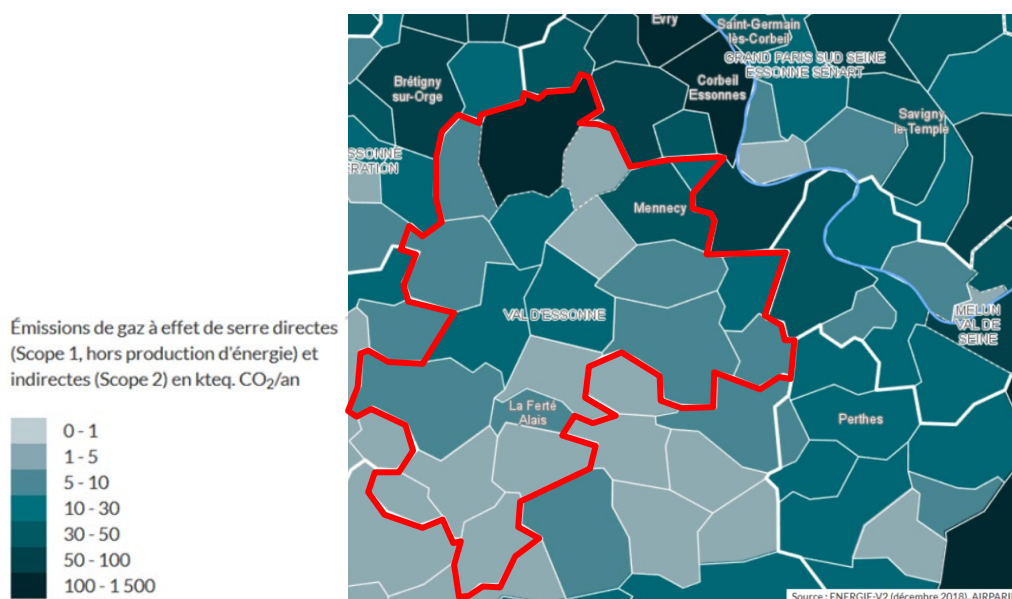 Émissions de gaz à effet de serre directes
(Scope 1, hors production d'énergie) et
indirectes (Scope 2) en kteq. CO₂/an
0 - 1
1 - 5
5 - 10
10 - 30
30 - 50
50 - 100
100 - 1 500
Evry
Saint-Germain
lès-Corbeil
GRAND PARIS SUD SEINE
ESSONNE SÉNART
Brétigny
sur-Orge
Corbeil
Essonnes
Savigny
le-Temple
ESSONNE
ÉRATION
Mennecy
VAL D'ESSONNE
MELUN
VAL DE
SEINE
La Ferté
Alais
Perthes
Source : ENERGIE-V2 (décembre 2018), AIRPARIF